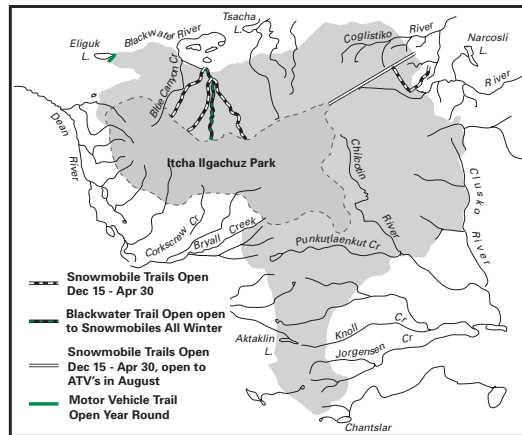 Tsacha
L.
Blackwater River
Eliguk
L.
Coglistiko River
Narcosli
L.
River
Blue Canyon Cr
Dean
River
Itcha Ilgachuz Park
Chilcotin
River
Clusko
River
Corkscrew Cr
Bryall Creek
Punkutlaenkut Cr
Snowmobile Trails Open
Dec 15 - Apr 30
Blackwater Trail Open open
to Snowmobiles All Winter
Snowmobile Trails Open
Dec 15 - Apr 30, open to
ATV's in August
Motor Vehicle Trail
Open Year Round
Aktaklin
L.
Knoll Cr
Jorgensen Cr
Chantslar